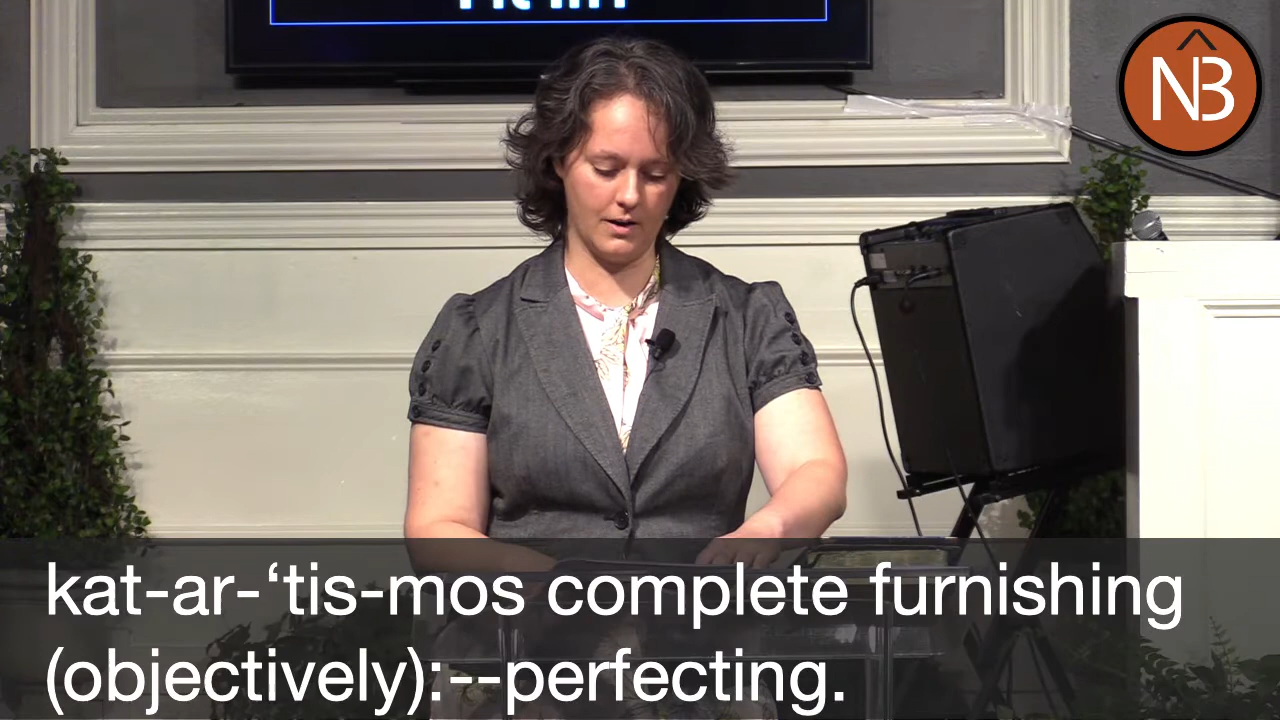 NB
kat-ar-‘tis-mos complete furnishing
(objectively):--perfecting.